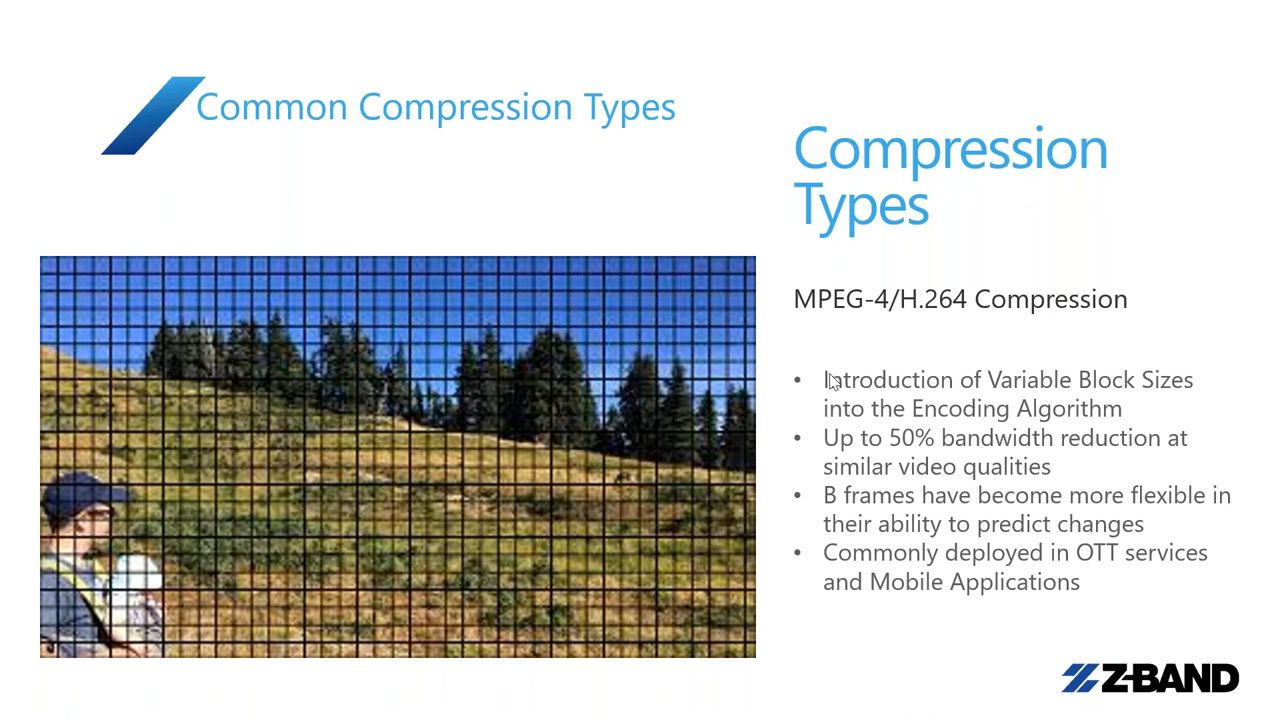 Common Compression Types
Compression
Types
MPEG-4/H.264 Compression
• Introduction of Variable Block Sizes
into the Encoding Algorithm
• Up to 50% bandwidth reduction at
similar video qualities
• B frames have become more flexible in
their ability to predict changes
• Commonly deployed in OTT services
and Mobile Applications
Z-BAND